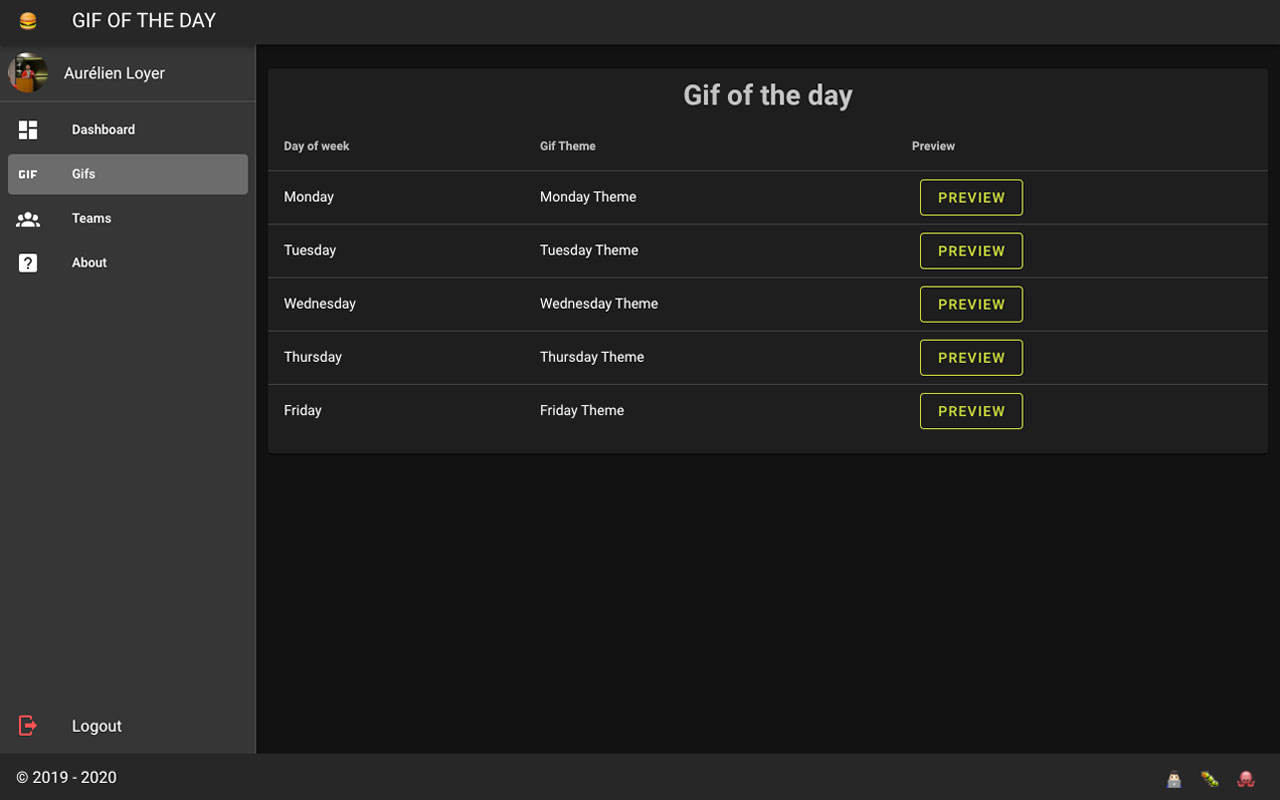 GIF OF THE DAY
Aurélien Loyer
Dashboard
GIF Gifs
Teams
About
Logout
Gif of the day
Day of week Gif Theme Preview
Monday Monday Theme PREVIEW
Tuesday Tuesday Theme PREVIEW
Wednesday Wednesday Theme PREVIEW
Thursday Thursday Theme PREVIEW
Friday Friday Theme PREVIEW
© 2019 - 2020